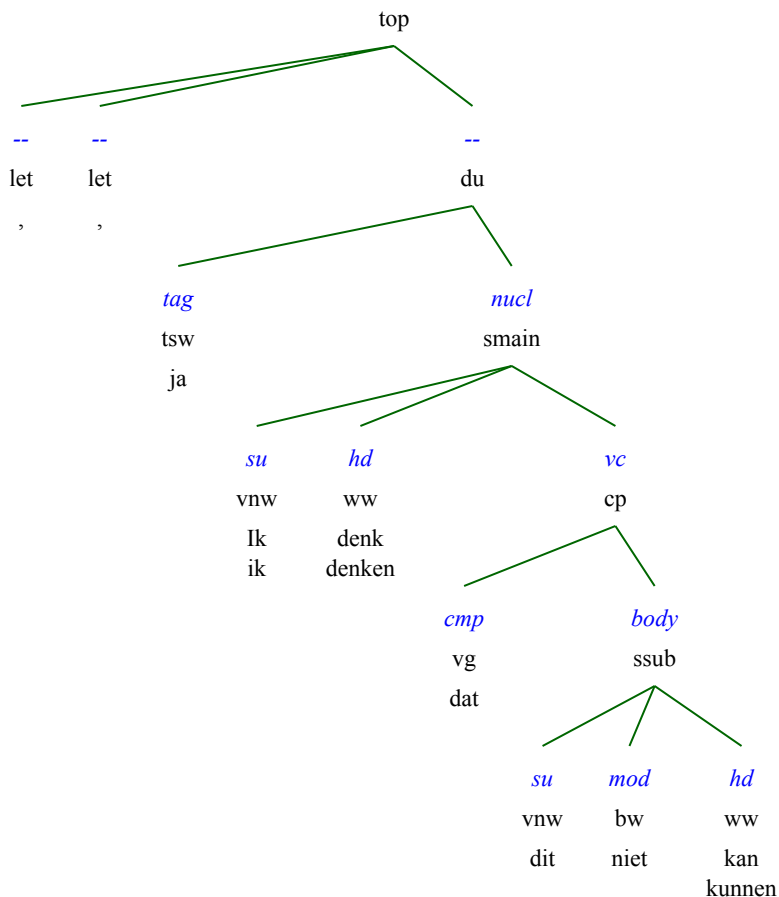 top
-- -- --
let let du
, ,
tag nucl
tsw smain
ja
su hd vc
vnw ww cp
Ik denk
ik denken
cmp body
vg ssub
dat
su mod hd
vnw bw ww
dit niet kan
kunnen